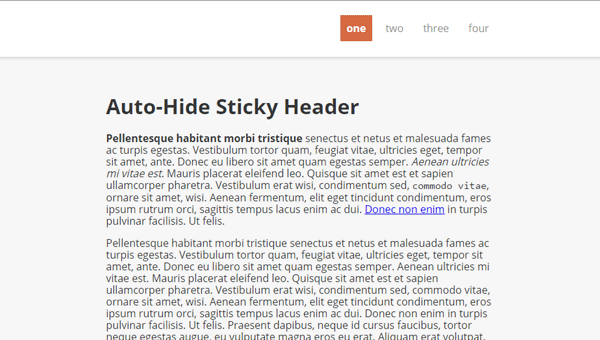 one two three four
Auto-Hide Sticky Header
Pellentesque habitant morbi tristique senectus et netus et malesuada fames
ac turpis egestas. Vestibulum tortor quam, feugiat vitae, ultricies eget, tempor
sit amet, ante. Donec eu libero sit amet quam egestas semper. Aenean ultricies
mi vitae est. Mauris placerat eleifend leo. Quisque sit amet est et sapien
ullamcorper pharetra. Vestibulum erat wisi, condimentum sed, commodo vitae,
ornare sit amet, wisi. Aenean fermentum, elit eget tincidunt condimentum, eros
ipsum rutrum orci, sagittis tempus lacus enim ac dui. Donec non enim in turpis
pulvinar facilisis. Ut felis.
Pellentesque habitant morbi tristique senectus et netus et malesuada fames ac
turpis egestas. Vestibulum tortor quam, feugiat vitae, ultricies eget, tempor sit
amet, ante. Donec eu libero sit amet quam egestas semper. Aenean ultricies mi
vitae est. Mauris placerat eleifend leo. Quisque sit amet est et sapien
ullamcorper pharetra. Vestibulum erat wisi, condimentum sed, commodo vitae,
ornare sit amet, wisi. Aenean fermentum, elit eget tincidunt condimentum, eros
ipsum rutrum orci, sagittis tempus lacus enim ac dui. Donec non enim in turpis
pulvinar facilisis. Ut felis. Praesent dapibus, neque id cursus faucibus, tortor
neque egestas augue, eu vulputate magna eros eu erat. Aliquam erat volutpat.